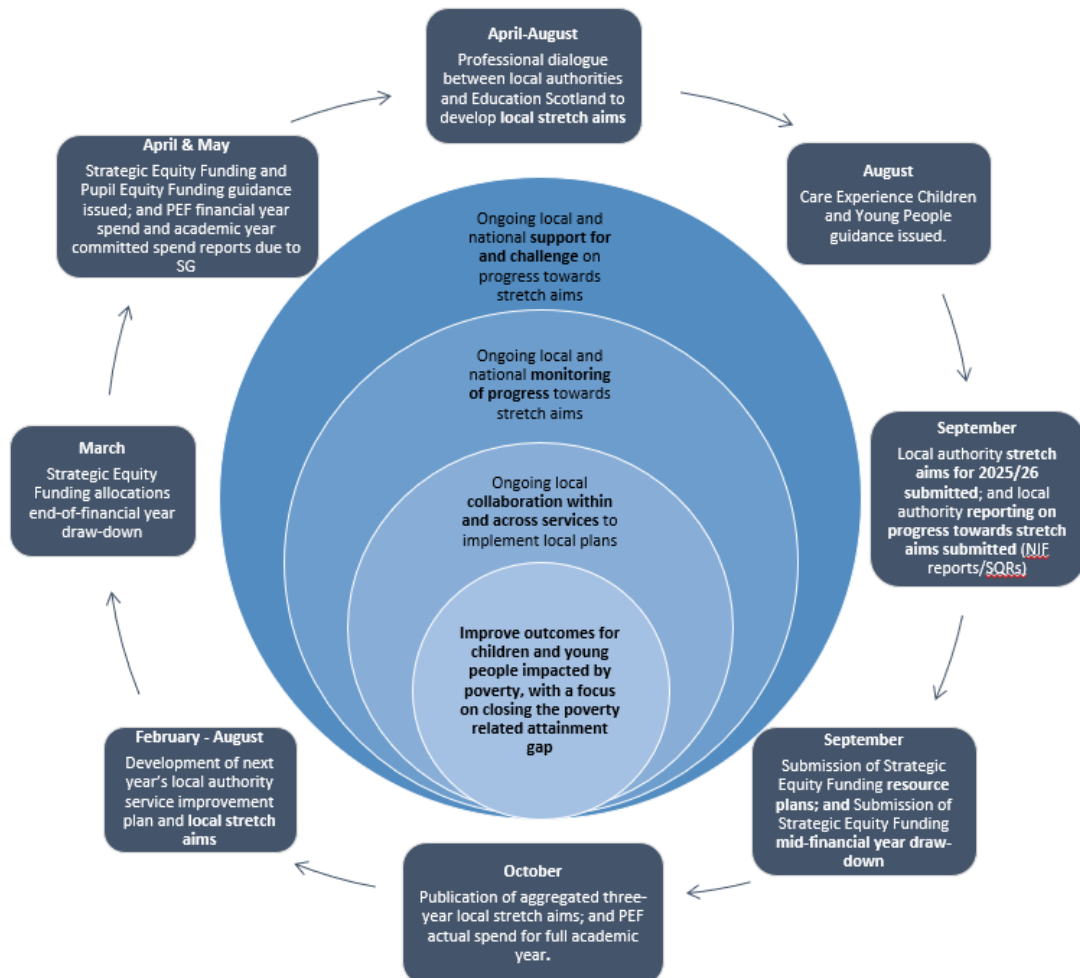 April-August
Professional dialogue
between local authorities
and Education Scotland to
develop local stretch aims
August
Care Experience Children
and Young People
guidance issued.
September
Local authority stretch
aims for 2025/26
submitted; and local
authority reporting on
progress towards stretch
aims submitted (NIF
reports/SQRs)
September
Submission of Strategic
Equity Funding resource
plans; and Submission of
Strategic Equity Funding
mid-financial year draw-
down
October
Publication of aggregated three-
year local stretch aims; and PEF
actual spend for full academic
year.
February - August
Development of next
year's local authority
service improvement
plan and local stretch
aims
March
Strategic Equity
Funding allocations
end-of-financial year
draw-down
April & May
Strategic Equity Funding and
Pupil Equity Funding guidance
issued; and PEF financial year
spend and academic year
committed spend reports due to
SG
Ongoing local and
national support for
and challenge on
progress towards
stretch aims
Ongoing local and
national monitoring
of progress towards
stretch aims
Ongoing local
collaboration within
and across services to
implement local plans
Improve outcomes for
children and young
people impacted by
poverty, with a focus
on closing the poverty
related attainment
gap